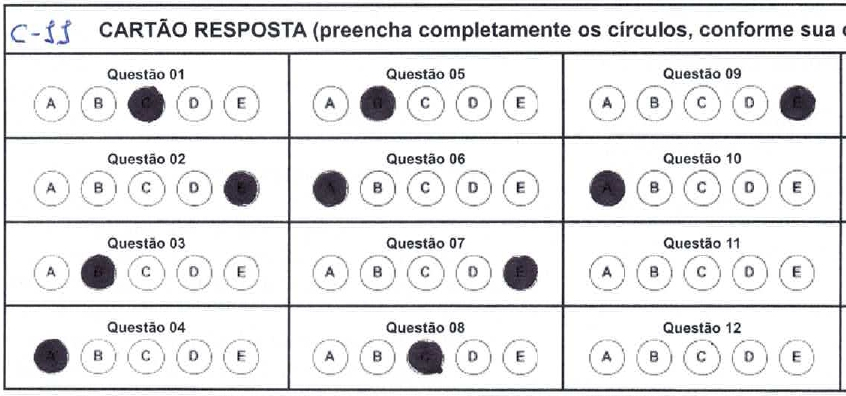 C-11 CARTÃO RESPOSTA (preencha completamente os círculos, conforme sua
Questão 01 Questão 05 Questão 09
A B C D E A B C D E A B C D E
Questão 02 Questão 06 Questão 10
A B C D E A B C D E A B C D E
Questão 03 Questão 07 Questão 11
A B C D E A B C D E A B C D E
Questão 04 Questão 08 Questão 12
A B C D E A B C D E A B C D E